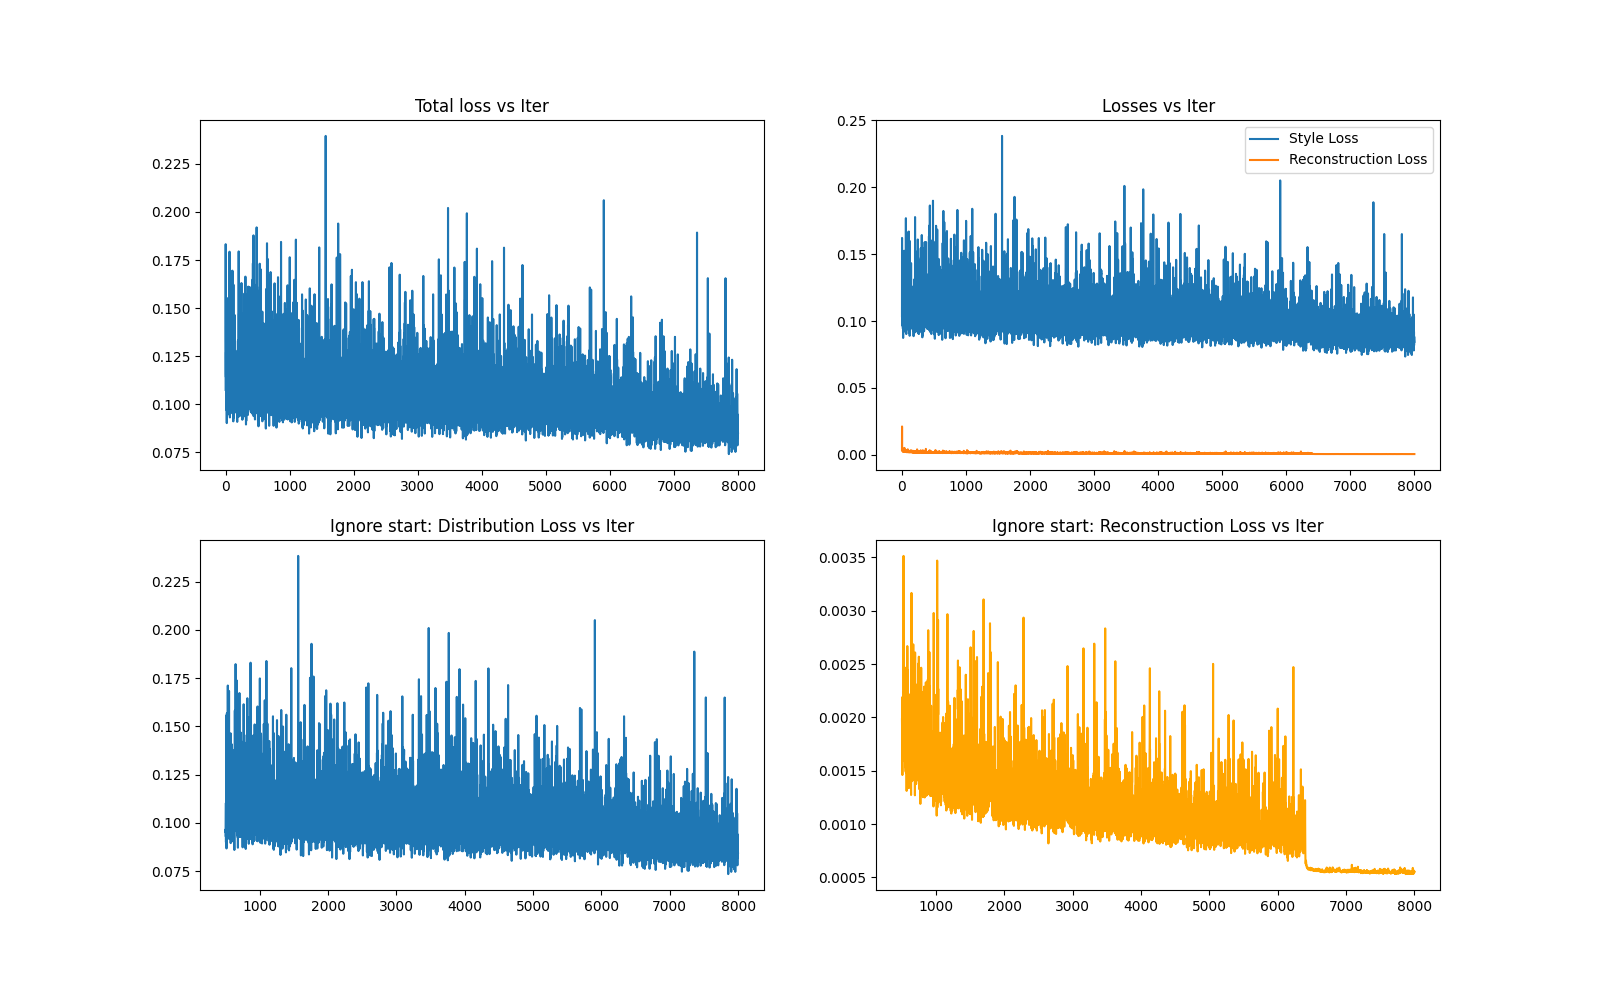 Total loss vs Iter
0.225
0.200
0.175
0.150
0.125
0.100
0.075
0 1000 2000 3000 4000 5000 6000 7000 8000
Losses vs Iter
Style Loss
Reconstruction Loss
0.25
0.20
0.15
0.10
0.05
0.00
0 1000 2000 3000 4000 5000 6000 7000 8000
Ignore start: Distribution Loss vs Iter
0.225
0.200
0.175
0.150
0.125
0.100
0.075
1000 2000 3000 4000 5000 6000 7000 8000
Ignore start: Reconstruction Loss vs Iter
0.0035
0.0030
0.0025
0.0020
0.0015
0.0010
0.0005
1000 2000 3000 4000 5000 6000 7000 8000